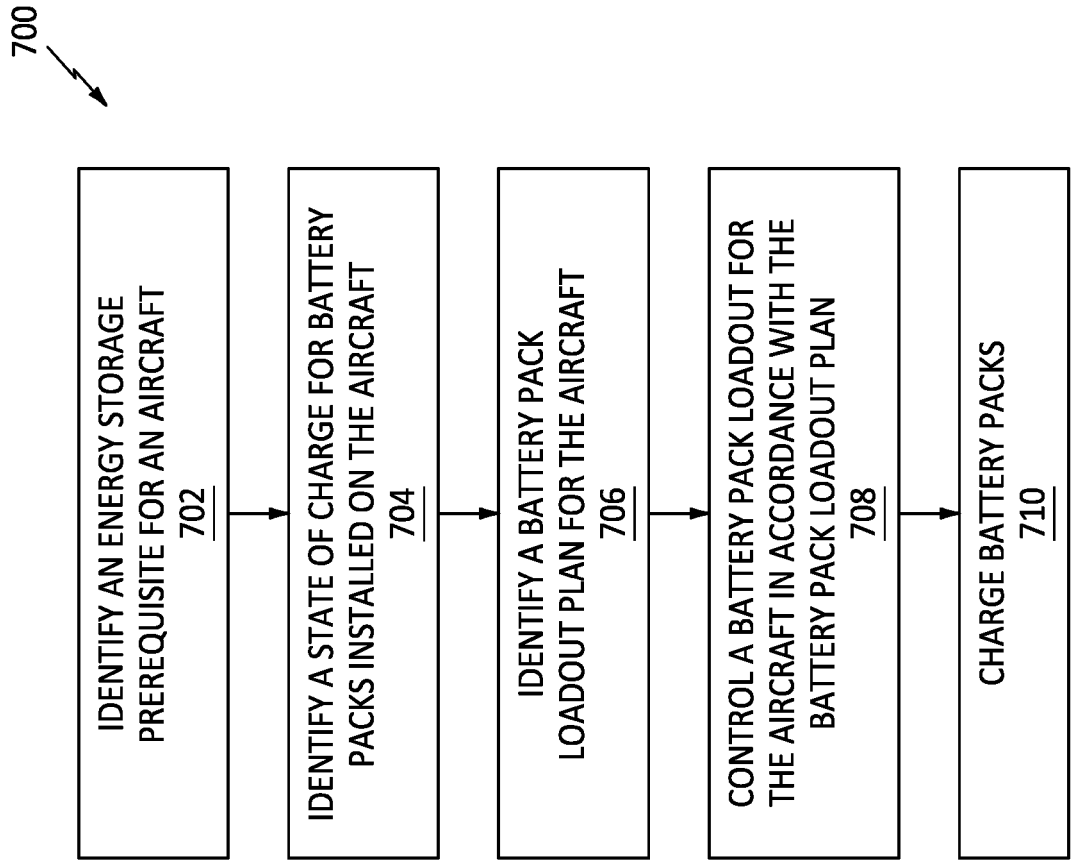 700
IDENTIFY AN ENERGY STORAGE
PREREQUISITE FOR AN AIRCRAFT
702
IDENTIFY A STATE OF CHARGE FOR BATTERY
PACKS INSTALLED ON THE AIRCRAFT
704
IDENTIFY A BATTERY PACK
LOADOUT PLAN FOR THE AIRCRAFT
706
CONTROL A BATTERY PACK LOADOUT FOR
THE AIRCRAFT IN ACCORDANCE WITH THE
BATTERY PACK LOADOUT PLAN
708
CHARGE BATTERY PACKS
710